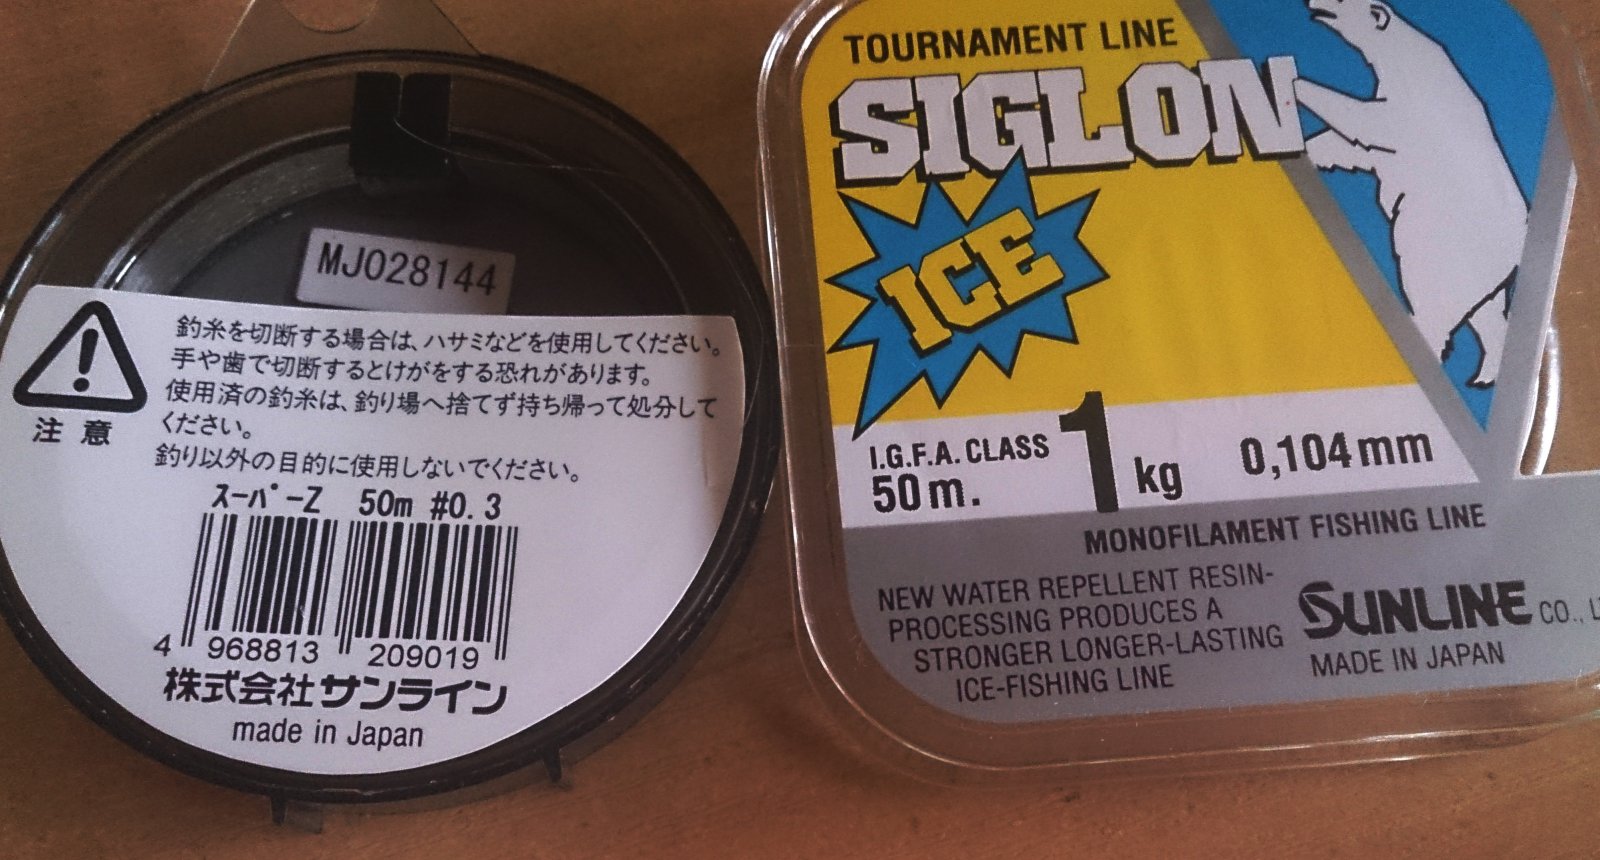 MJ028144
釣糸を切断する場合は、ハサミなどを使用してください。
手や歯で切断するとけがをする恐れがあります。
使用済の釣糸は、釣り場へ捨てず持ち帰って処分して
ください。
釣り以外の目的に使用しないでください。
注意
スーパーZ 50m #0.3
4 968813 209019
株式会社サンライン
made in Japan
TOURNAMENT LINE
SIGLON
ICE
I.G.F.A. CLASS
50 m.
1 kg
0,104 mm
MONOFILAMENT FISHING LINE
NEW WATER REPELLENT RESIN-
PROCESSING PRODUCES A
STRONGER LONGER-LASTING
ICE-FISHING LINE
SUNLINE CO.,
MADE IN JAPAN